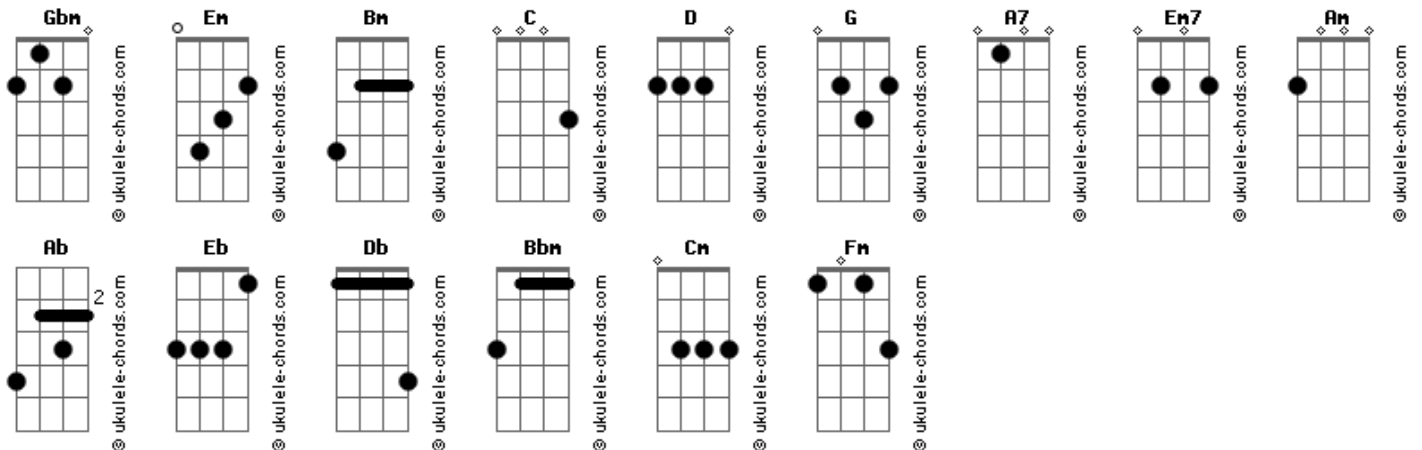 Gbm Em Bm C D G A7 Em7 Am
© ukulele-chords.com © ukulele-chords.com © ukulele-chords.com © ukulele-chords.com © ukulele-chords.com © ukulele-chords.com © ukulele-chords.com © ukulele-chords.com © ukulele-chords.com
Ab Eb Db Bbm Cm Fm
2
© ukulele-chords.com © ukulele-chords.com © ukulele-chords.com © ukulele-chords.com © ukulele-chords.com © ukulele-chords.com